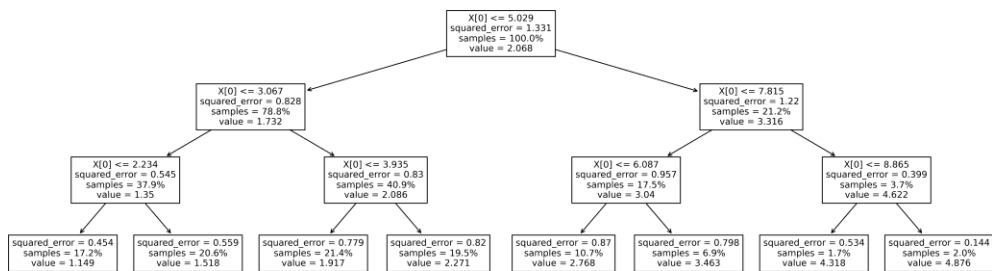 X[0] <= 5.029
squared_error = 1.331
samples = 100.0%
value = 2.068
X[0] <= 3.067
squared_error = 0.828
samples = 78.8%
value = 1.732
X[0] <= 7.815
squared_error = 1.22
samples = 21.2%
value = 3.316
X[0] <= 2.234
squared_error = 0.545
samples = 37.9%
value = 1.35
X[0] <= 3.935
squared_error = 0.83
samples = 40.9%
value = 2.086
X[0] <= 6.087
squared_error = 0.957
samples = 17.5%
value = 3.04
X[0] <= 8.865
squared_error = 0.399
samples = 3.7%
value = 4.622
squared_error = 0.454
samples = 17.2%
value = 1.149
squared_error = 0.559
samples = 20.6%
value = 1.518
squared_error = 0.779
samples = 21.4%
value = 1.917
squared_error = 0.82
samples = 19.5%
value = 2.271
squared_error = 0.87
samples = 10.7%
value = 2.768
squared_error = 0.798
samples = 6.9%
value = 3.463
squared_error = 0.534
samples = 1.7%
value = 4.318
squared_error = 0.144
samples = 2.0%
value = 4.876